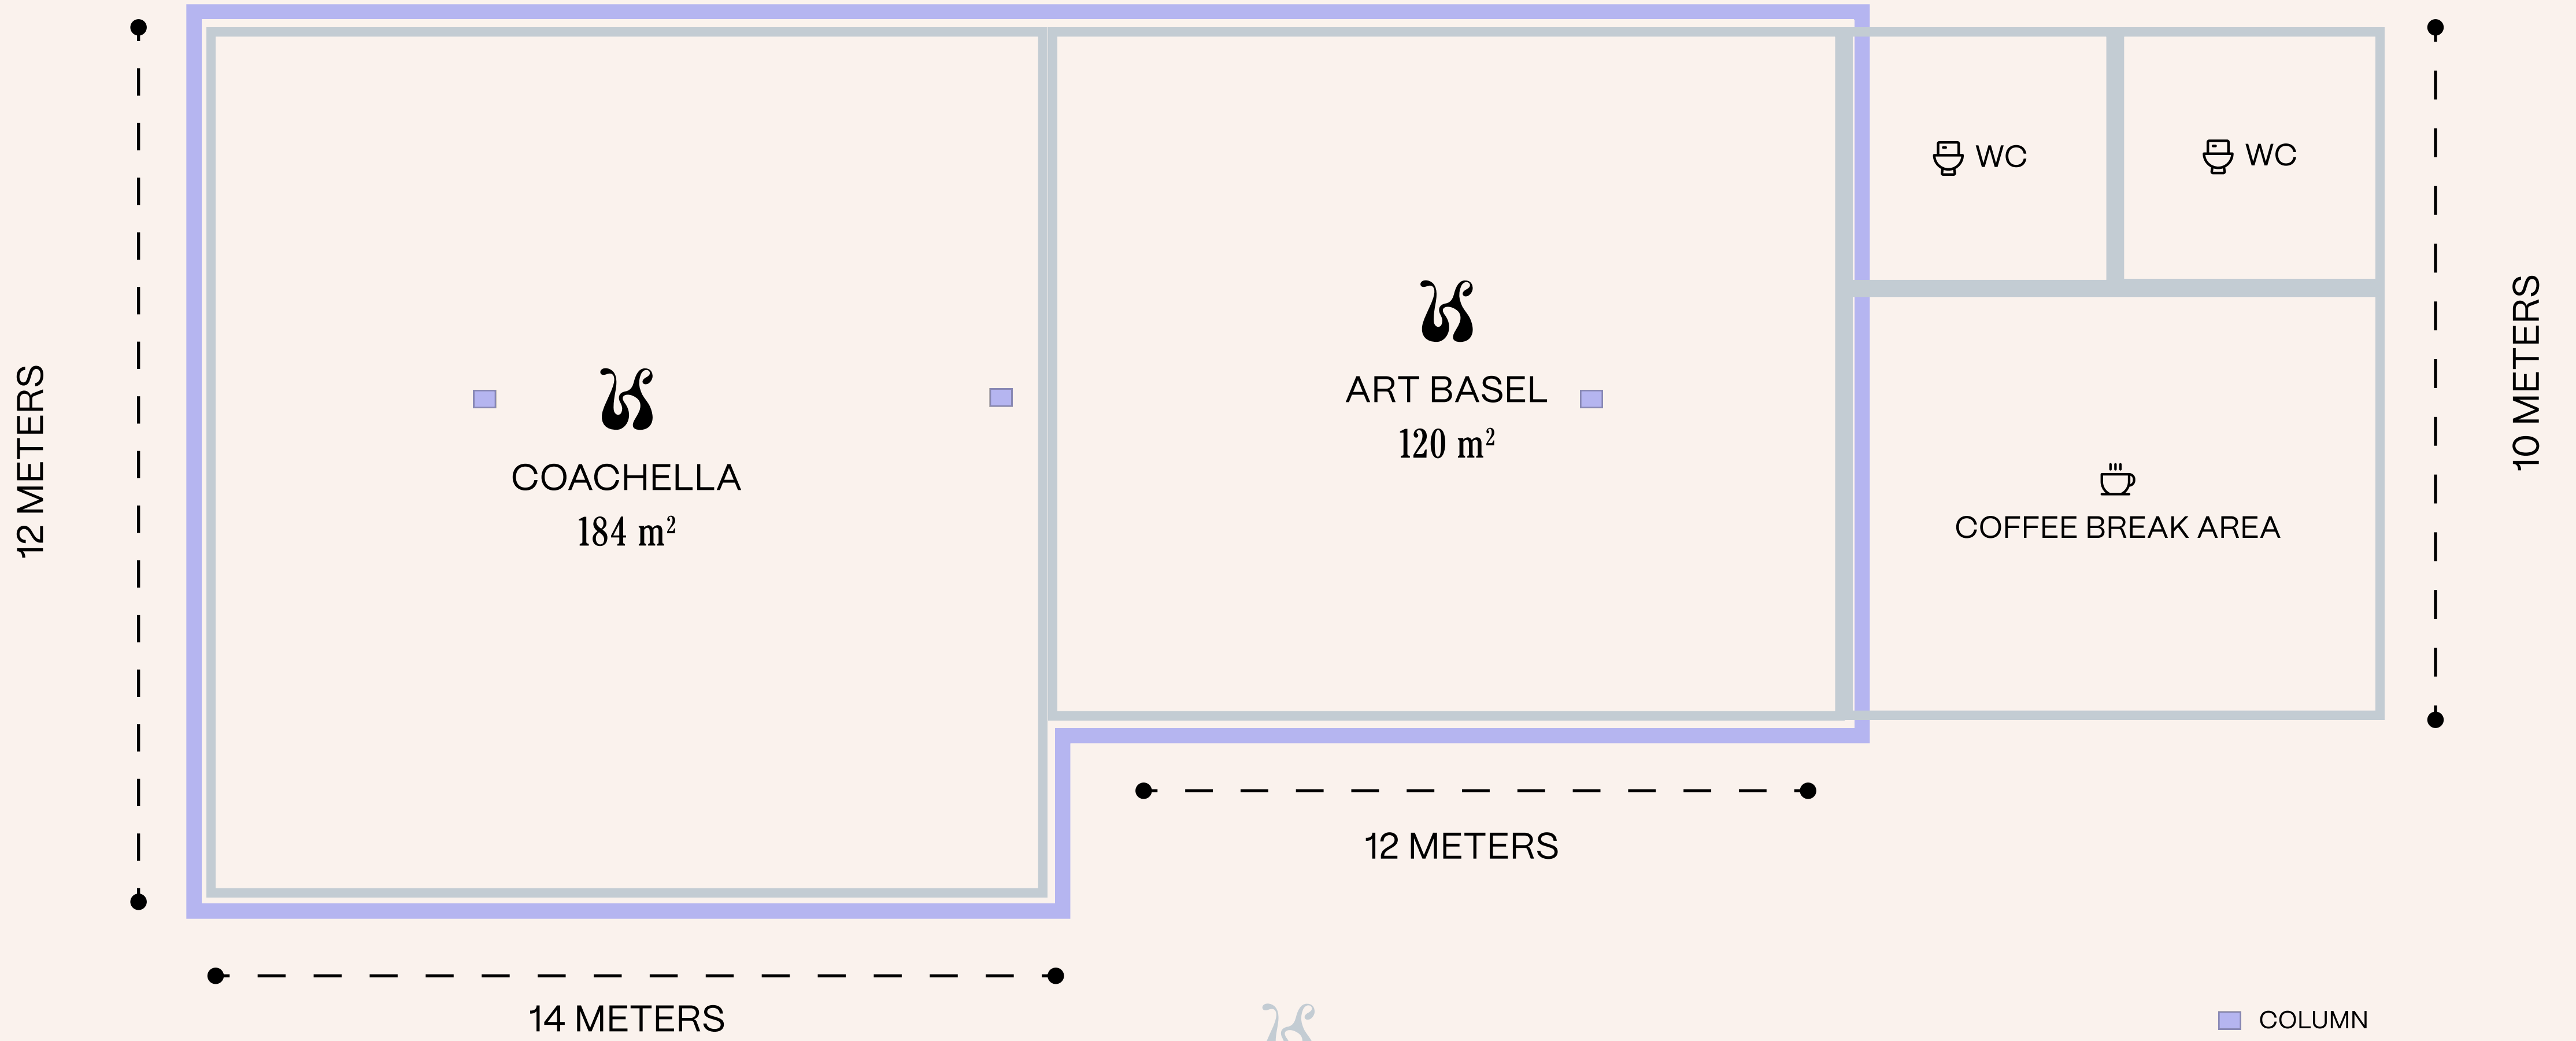 12 METERS
COACHELLA
184 m²
ART BASEL
120 m²
WC
WC
COFFEE BREAK AREA
10 METERS
12 METERS
14 METERS
COLUMN